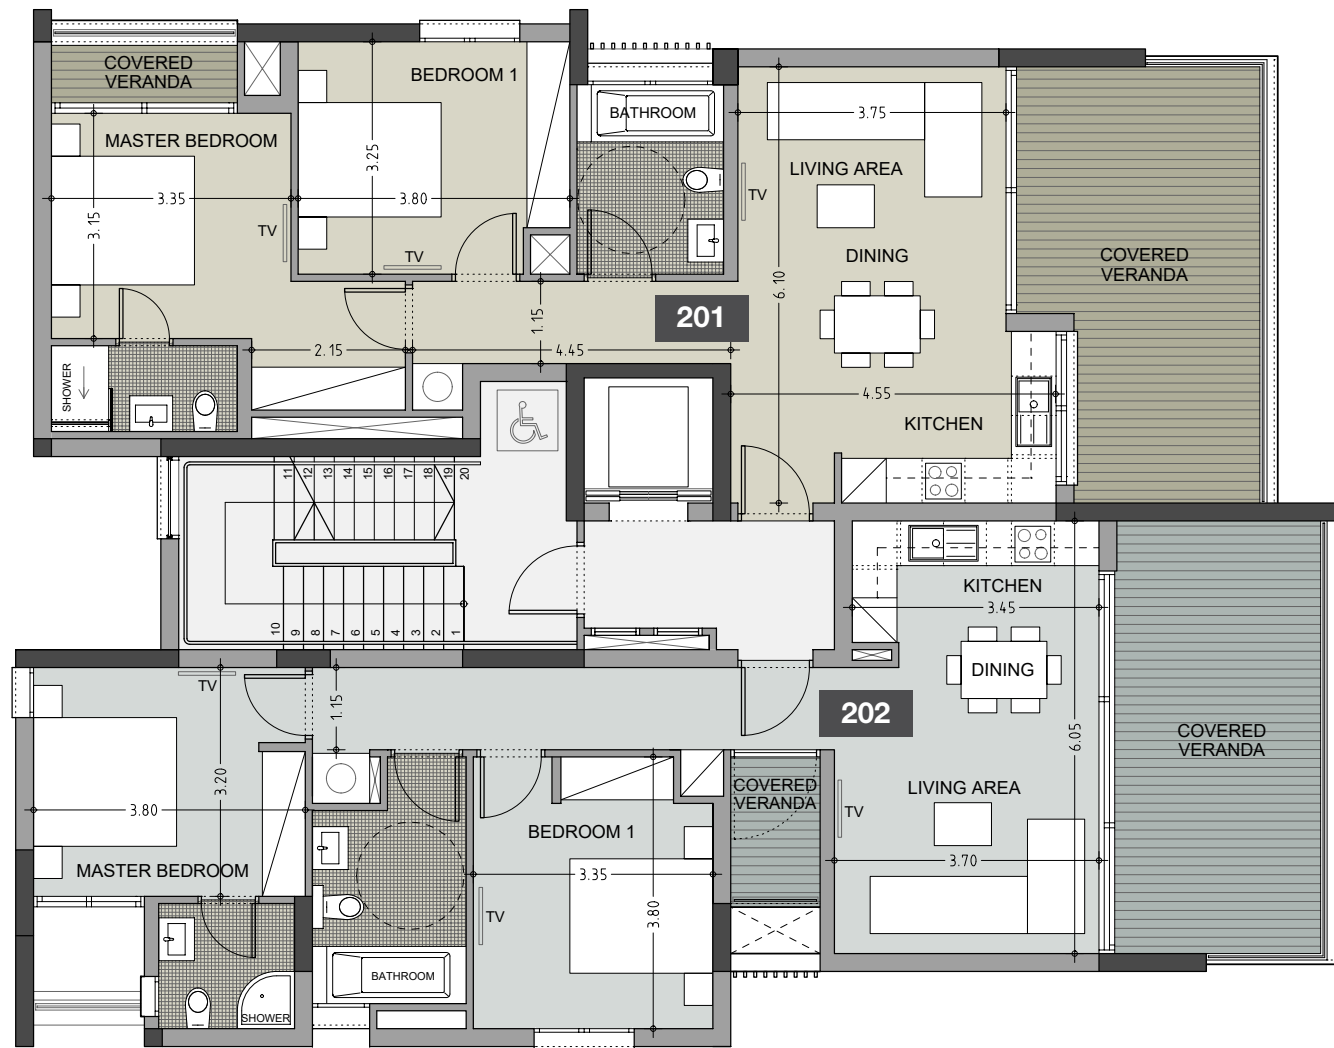 COVERED
VERANDA
BEDROOM 1
MASTER BEDROOM
BATHROOM
3.75
LIVING AREA
3.25
3.35
3.80
3.15
TV
TV
TV
DINING
COVERED
VERANDA
6.10
201
1.15
2.15
4.45
SHOWER
4.55
KITCHEN
11
12
13
14
15
16
17
18
19
20
10
9
8
7
6
5
4
3
2
1
KITCHEN
3.45
DINING
TV
1.15
202
6.05
COVERED
VERANDA
3.20
3.80
COVERED
VERANDA
LIVING AREA
TV
BEDROOM 1
MASTER BEDROOM
3.35
3.70
3.80
TV
BATHROOM
SHOWER